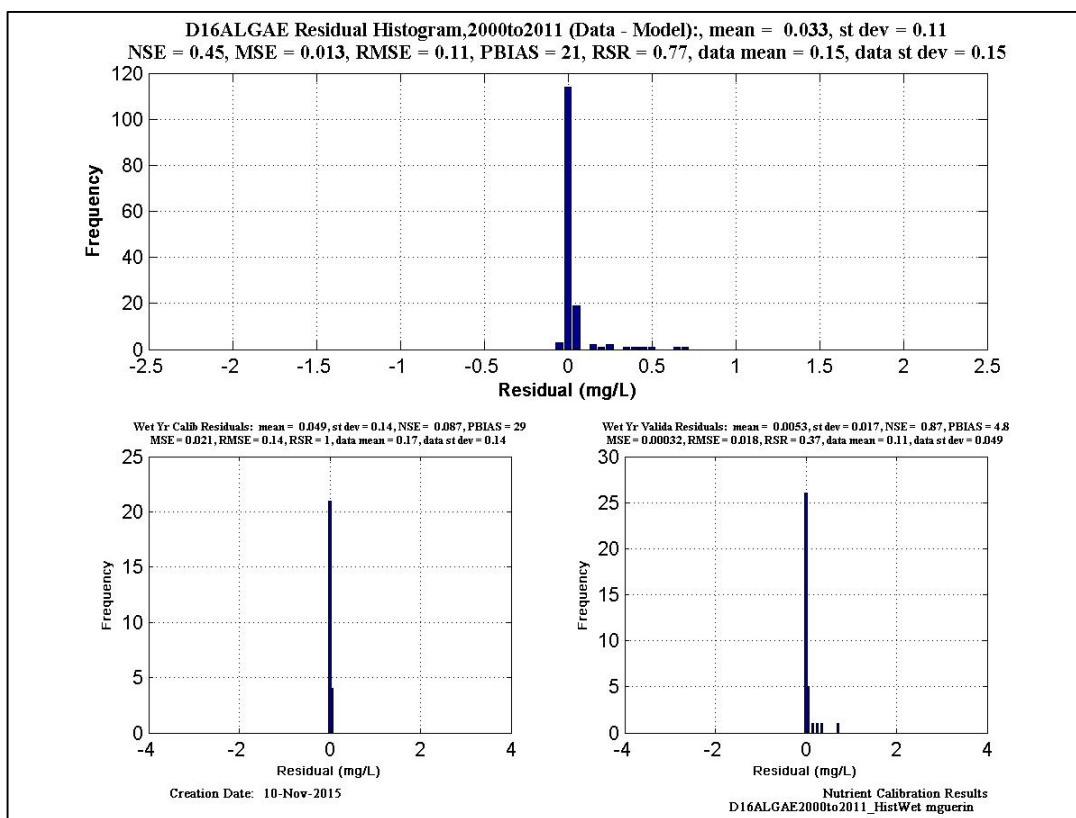 D16ALGAE Residual Histogram,2000to2011 (Data - Model):, mean = 0.033, st dev = 0.11
NSE = 0.45, MSE = 0.013, RMSE = 0.11, PBIAS = 21, RSR = 0.77, data mean = 0.15, data st dev = 0.15
120
100
80
60
40
20
0
Frequency
-2.5 -2 -1.5 -1 -0.5 0 0.5 1 1.5 2 2.5
Residual (mg/L)
Wet Yr Calib Residuals: mean = 0.049, st dev = 0.14, NSE = 0.087, PBIAS = 29
MSE = 0.021, RMSE = 0.14, RSR = 1, data mean = 0.17, data st dev = 0.14
25
20
15
10
5
0
Frequency
-4 -2 0 2 4
Residual (mg/L)
Wet Yr Valida Residuals: mean = 0.0053, st dev = 0.017, NSE = 0.87, PBIAS = 4.8
MSE = 0.00032, RMSE = 0.018, RSR = 0.37, data mean = 0.11, data st dev = 0.049
30
25
20
15
10
5
0
Frequency
-4 -2 0 2 4
Residual (mg/L)
Creation Date: 10-Nov-2015
Nutrient Calibration Results
D16ALGAE2000to2011_HistWet mguerin